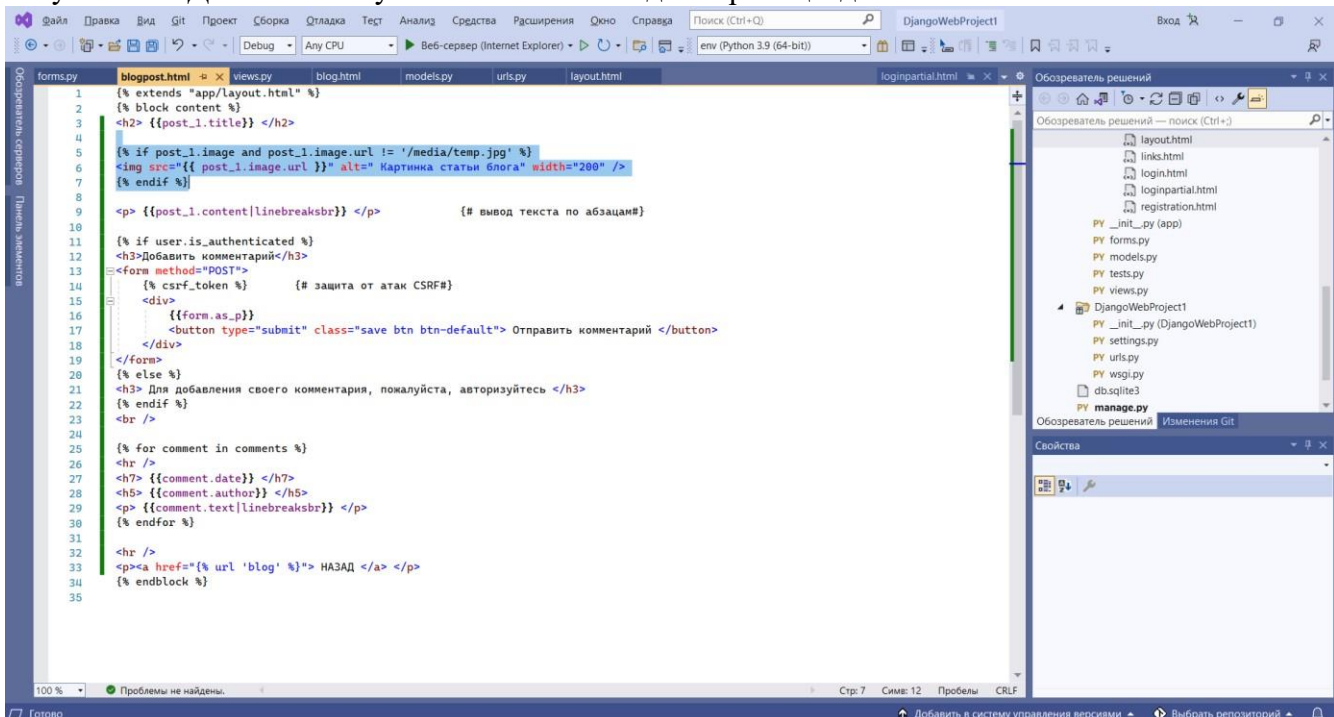 Файл Правка Вид Git Проект Сборка Отладка Тест Анализ Средства Расширения Окно Справка Поиск (Ctrl+Q) DjangoWebProject1 Вход
Debug Any CPU Веб-сервер (Internet Explorer) env (Python 3.9 (64-bit))
forms.py blogpost.html views.py blog.html models.py urls.py layout.html loginpartial.html
Обозреватель серверов
Панель элементов
1 {% extends "app/layout.html" %}
2 {% block content %}
3 <h2> {{post_1.title}} </h2>
4
5 {% if post_1.image and post_1.image.url != '/media/temp.jpg' %}
6 <img src="{{ post_1.image.url }}" alt=" Картинка статьи блога" width="200" />
7 {% endif %}
8
9 <p> {{post_1.content|linebreaksbr}} </p> {# вывод текста по абзацам#}
10
11 {% if user.is_authenticated %}
12 <h3>Добавить комментарий</h3>
13 <form method="POST">
14 {% csrf_token %} {# защита от атак CSRF#}
15 <div>
16 {{form.as_p}}
17 <button type="submit" class="save btn btn-default"> Отправить комментарий </button>
18 </div>
19 </form>
20 {% else %}
21 <h3> Для добавления своего комментария, пожалуйста, авторизуйтесь </h3>
22 {% endif %}
23 <br />
24
25 {% for comment in comments %}
26 <hr />
27 <h7> {{comment.date}} </h7>
28 <h5> {{comment.author}} </h5>
29 <p> {{comment.text|linebreaksbr}} </p>
30 {% endfor %}
31
32 <hr />
33 <p><a href="{% url 'blog' %}"> НАЗАД </a> </p>
34 {% endblock %}
35
100 % Проблемы не найдены. Стр: 7 Симв: 12 Пробелы CRLF
Обозреватель решений
Обозреватель решений — поиск (Ctrl+;)
layout.html
links.html
login.html
loginpartial.html
registration.html
PY __init__.py (app)
PY forms.py
PY models.py
PY tests.py
PY views.py
DjangoWebProject1
PY __init__.py (DjangoWebProject1)
PY settings.py
PY urls.py
PY wsgi.py
db.sqlite3
PY manage.py
Обозреватель решений Изменения Git
Свойства
Готово Добавить в систему управления версиями Выбрать репозиторий